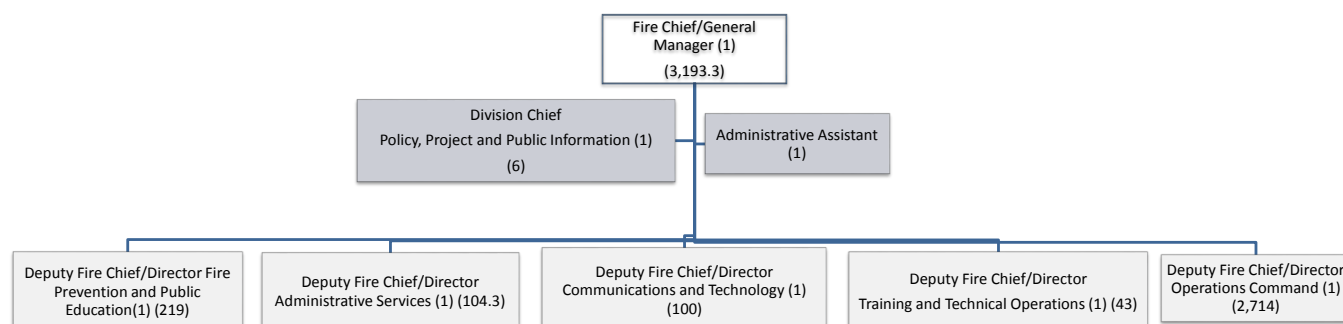 Fire Chief/General
Manager (1)
(3,193.3)
Division Chief
Policy, Project and Public Information (1)
(6)
Administrative Assistant
(1)
Deputy Fire Chief/Director Fire
Prevention and Public
Education(1) (219)
Deputy Fire Chief/Director
Administrative Services (1) (104.3)
Deputy Fire Chief/Director
Communications and Technology (1)
(100)
Deputy Fire Chief/Director
Training and Technical Operations (1) (43)
Deputy Fire Chief/Director
Operations Command (1)
(2,714)